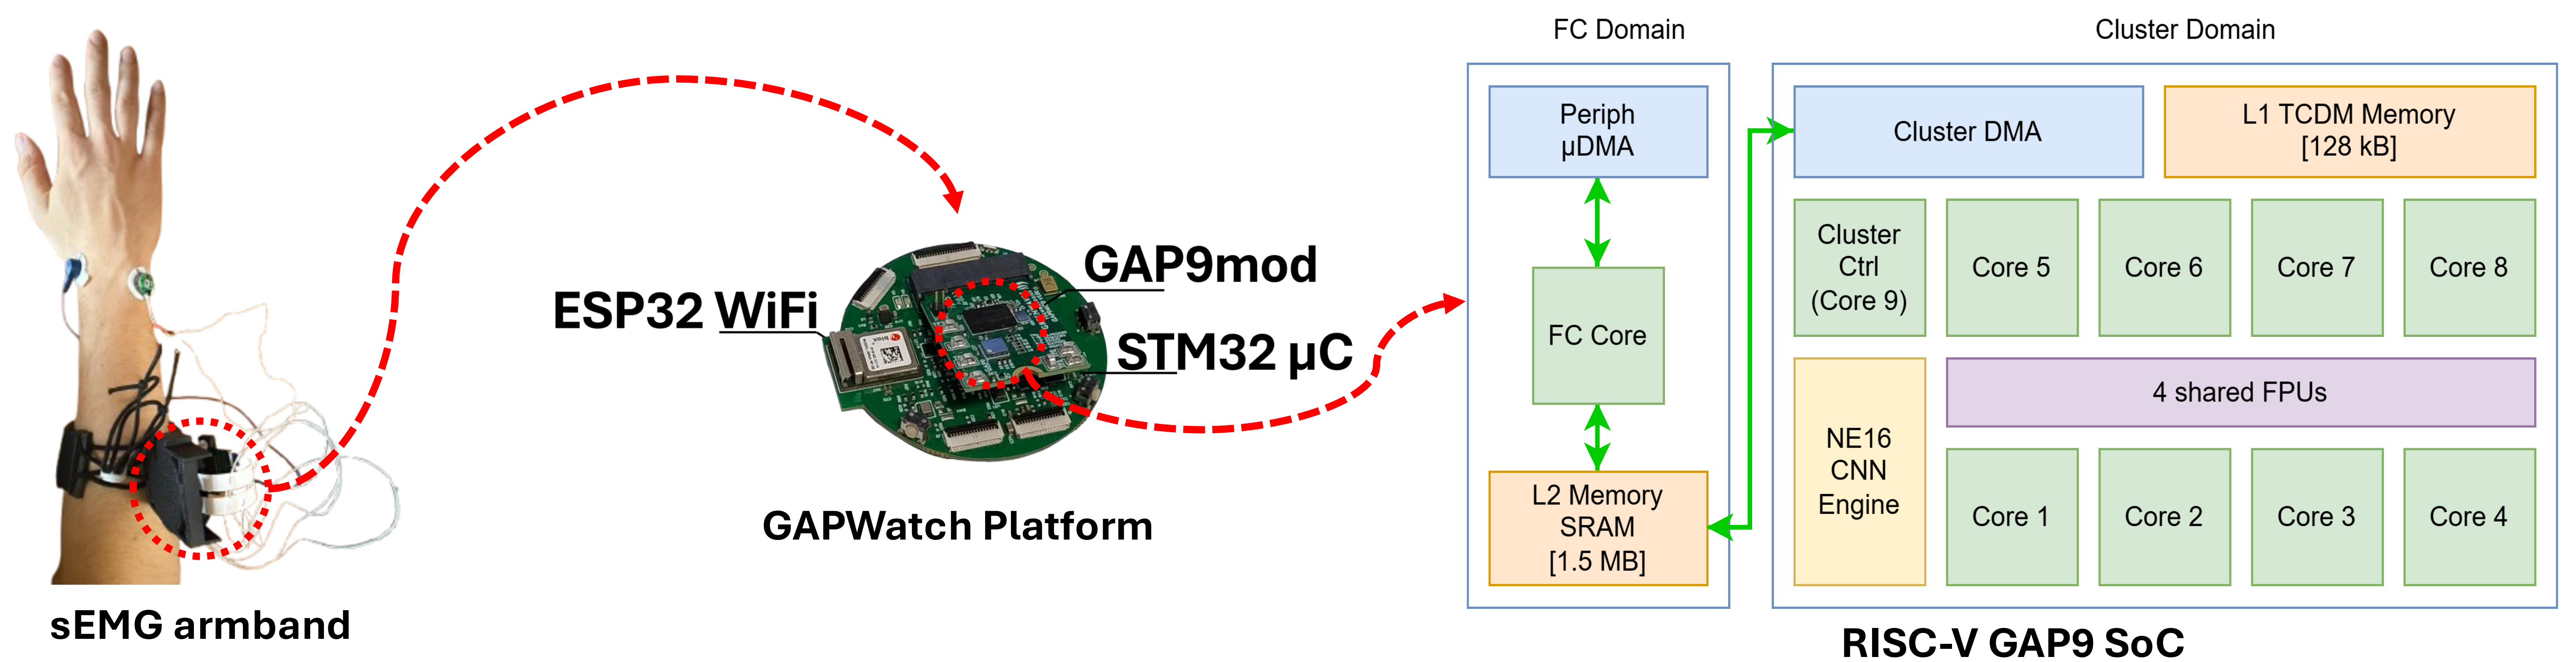 sEMG armband
ESP32 WiFi
GAP9mod
STM32 µC
GAPWatch Platform
FC Domain
Periph
µDMA
FC Core
L2 Memory
SRAM
[1.5 MB]
Cluster Domain
Cluster DMA
L1 TCDM Memory
[128 kB]
Cluster
Ctrl
(Core 9)
Core 5
Core 6
Core 7
Core 8
4 shared FPUs
NE16
CNN
Engine
Core 1
Core 2
Core 3
Core 4
RISC-V GAP9 SoC